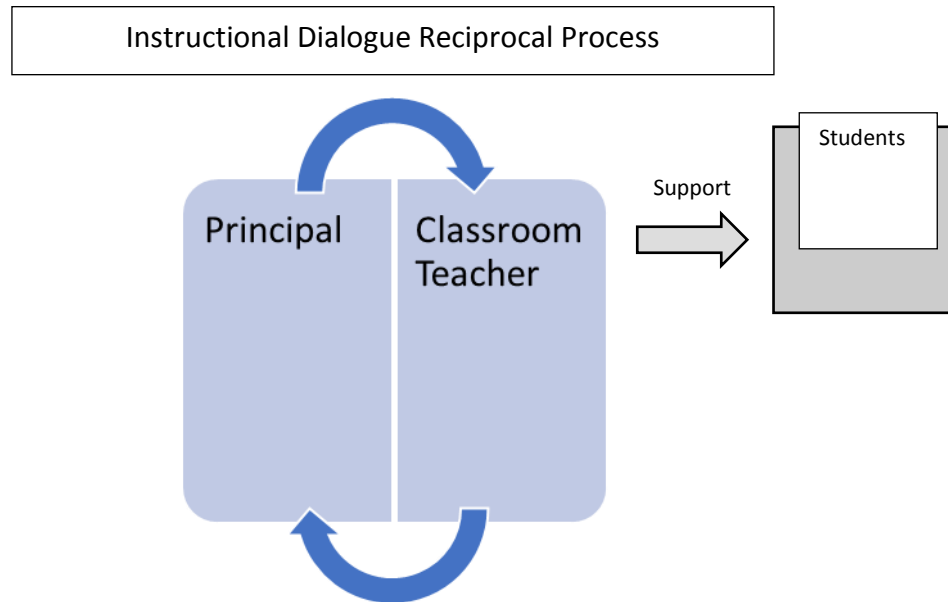 Instructional Dialogue Reciprocal Process
Principal
Classroom
Teacher
Support
Students